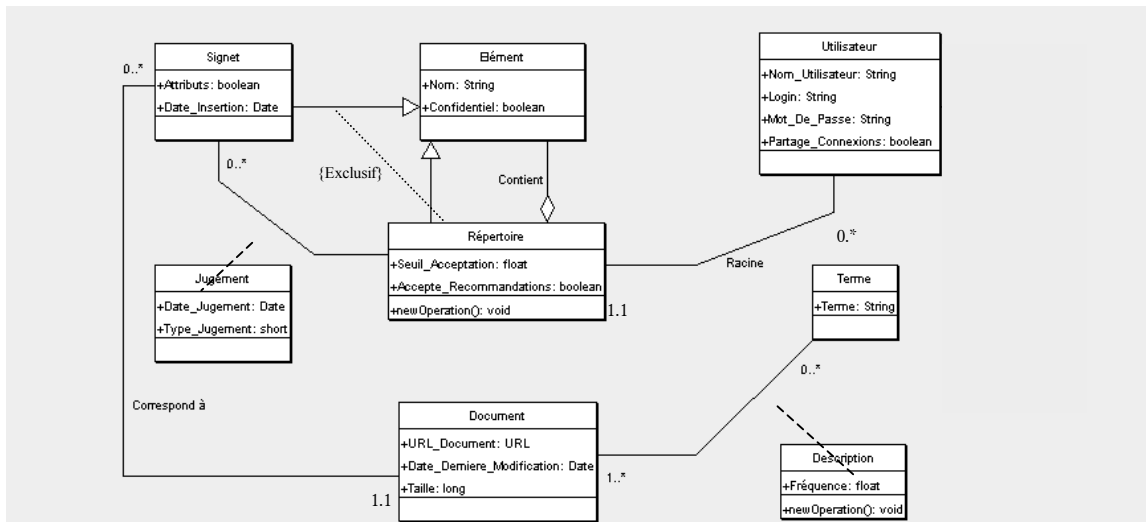 Signet
+Attributs: boolean
+Date_Insertion: Date
Elément
+Nom: String
+Confidentiel: boolean
Utilisateur
+Nom_Utilisateur: String
+Login: String
+Mot_De_Passe: String
+Partage_Connexions: boolean
0..*
0..*
{Exclusif}
Contient
Répertoire
+Seuil_Acceptation: float
+Accepte_Recommandations: boolean
+newOperation(): void
0.*
Racine
1.1
Jugement
+Date_Jugement: Date
+Type_Jugement: short
Terme
+Terme: String
0..*
Correspond à
Document
+URL_Document: URL
+Date_Derniere_Modification: Date
+Taille: long
1..*
1.1
Description
+Fréquence: float
+newOperation(): void